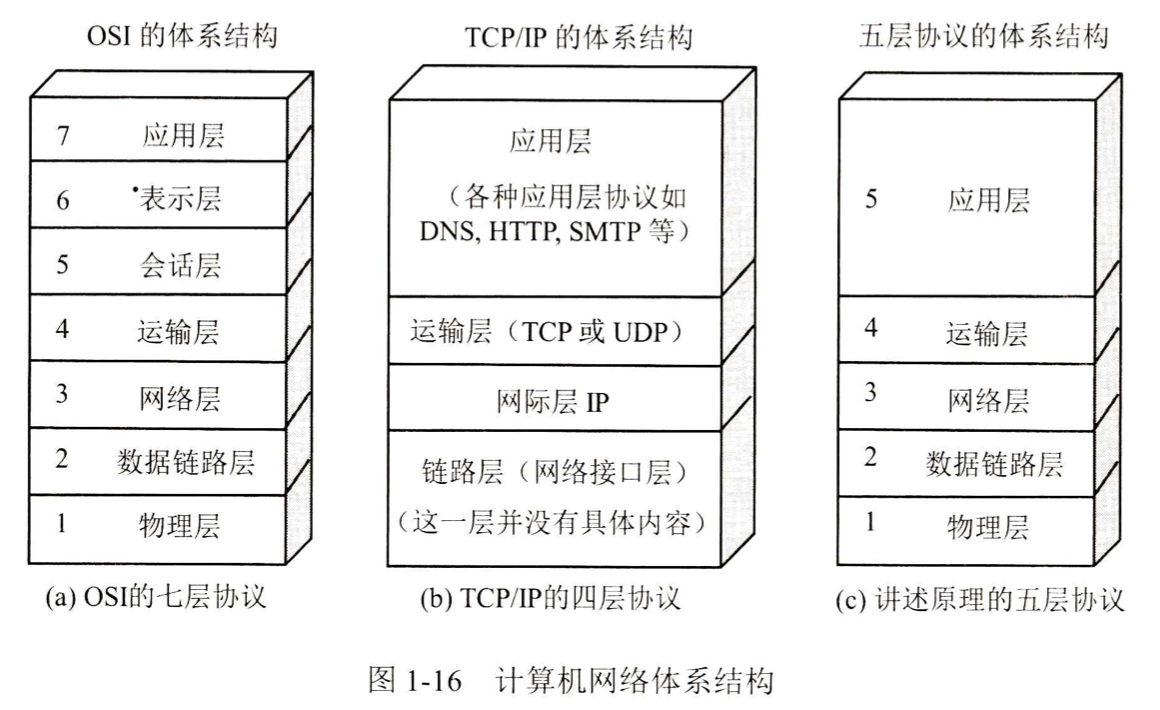 OSI 的体系结构
7 应用层
6 表示层
5 会话层
4 运输层
3 网络层
2 数据链路层
1 物理层
(a) OSI的七层协议
TCP/IP 的体系结构
应用层
（各种应用层协议如
DNS, HTTP, SMTP 等）
运输层（TCP 或 UDP）
网际层 IP
链路层（网络接口层）
（这一层并没有具体内容）
(b) TCP/IP的四层协议
五层协议的体系结构
5 应用层
4 运输层
3 网络层
2 数据链路层
1 物理层
(c) 讲述原理的五层协议
图 1-16 计算机网络体系结构